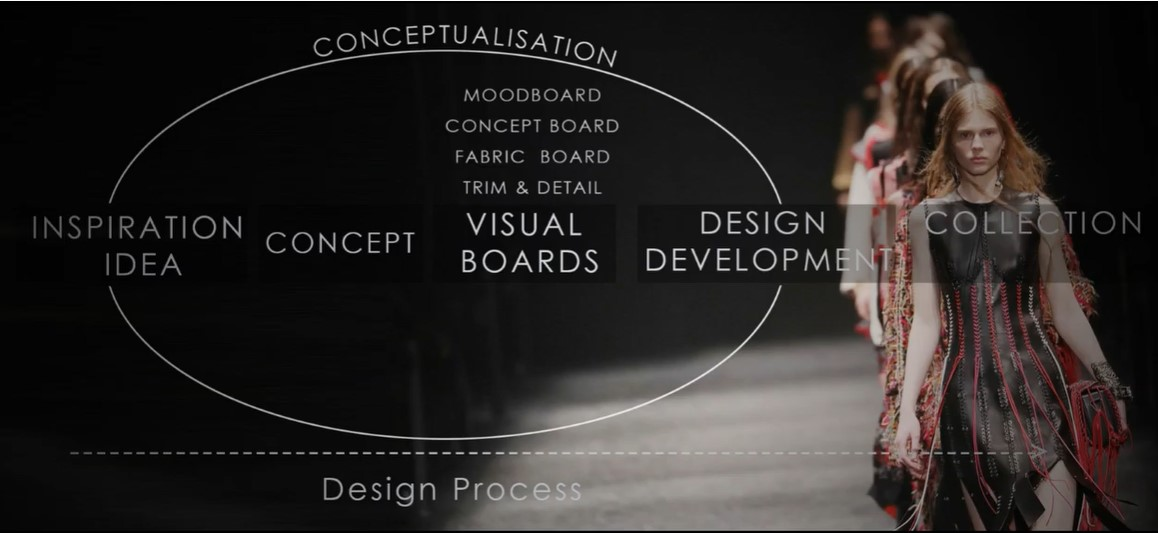 CONCEPTUALISATION
MOODBOARD
CONCEPT BOARD
FABRIC BOARD
TRIM & DETAIL
INSPIRATION
IDEA
CONCEPT
VISUAL
BOARDS
DESIGN
DEVELOPMENT
COLLECTION
Design Process